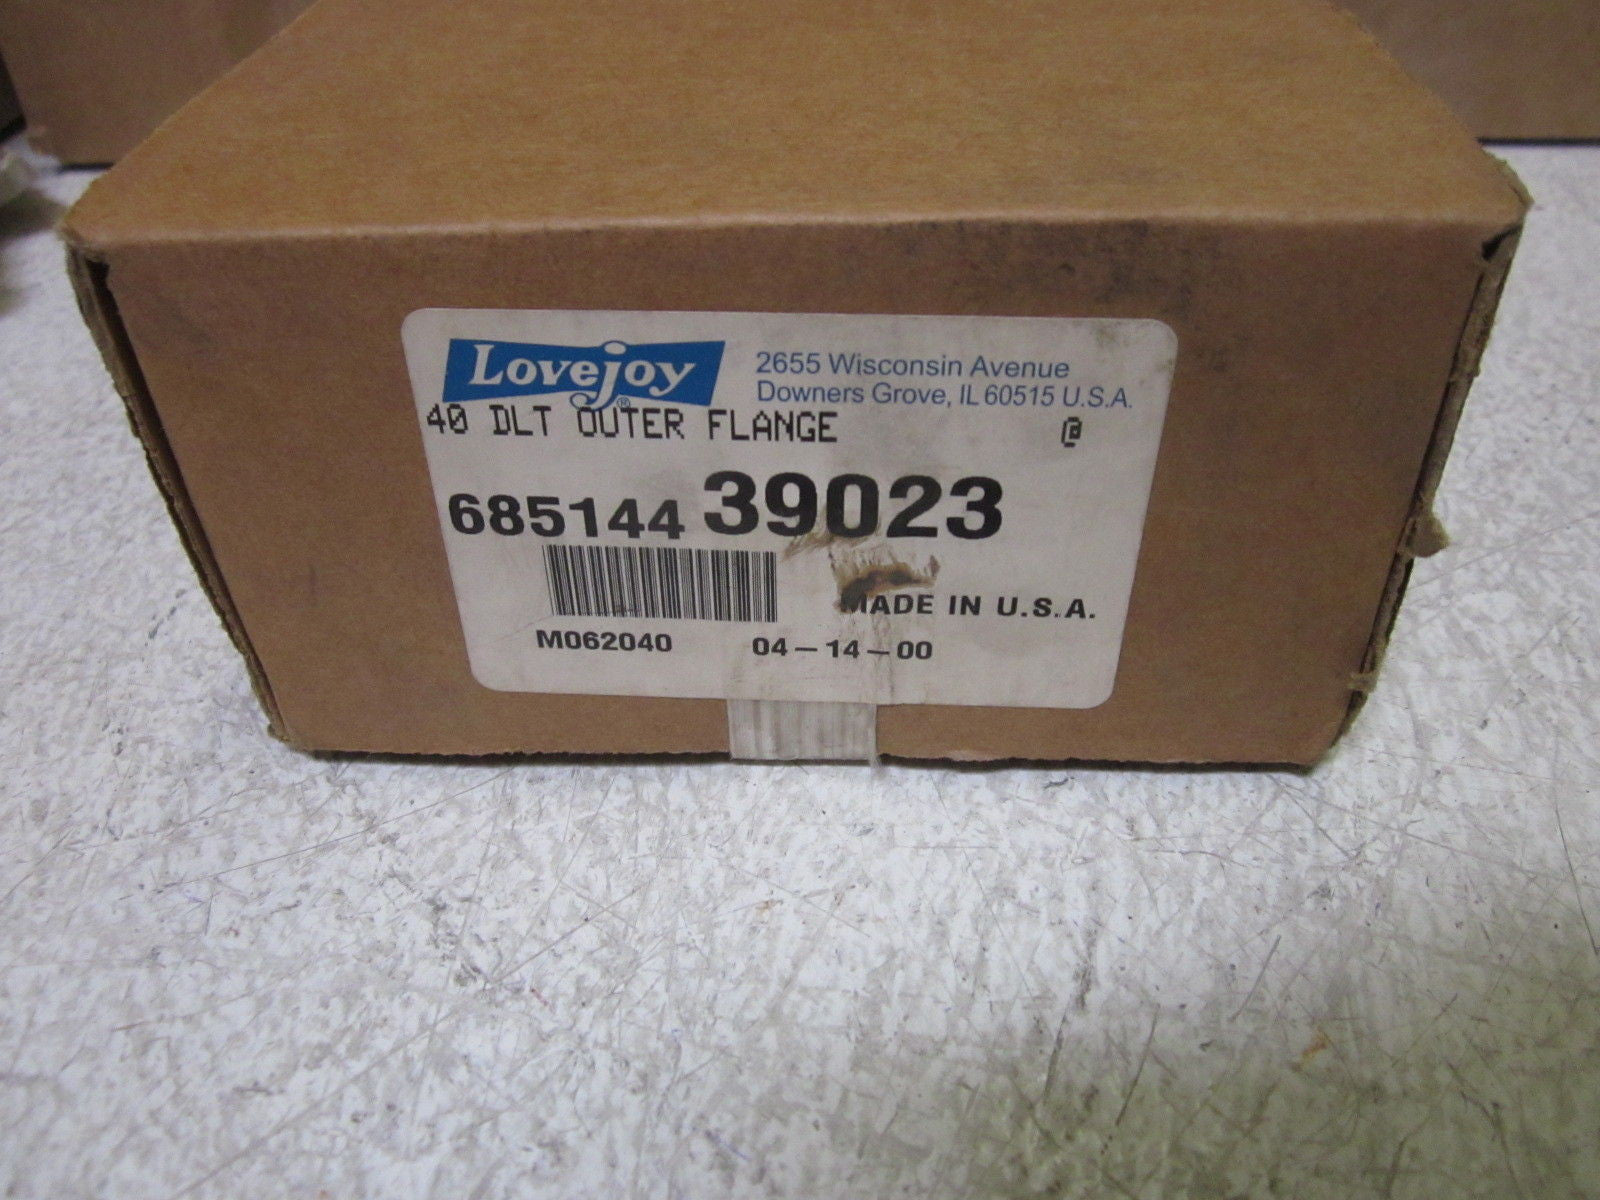 Lovejoy®
2655 Wisconsin Avenue
Downers Grove, IL 60515 U.S.A.
40 DLT OUTER FLANGE @
685144 39023
MADE IN U.S.A.
M062040 04-14-00